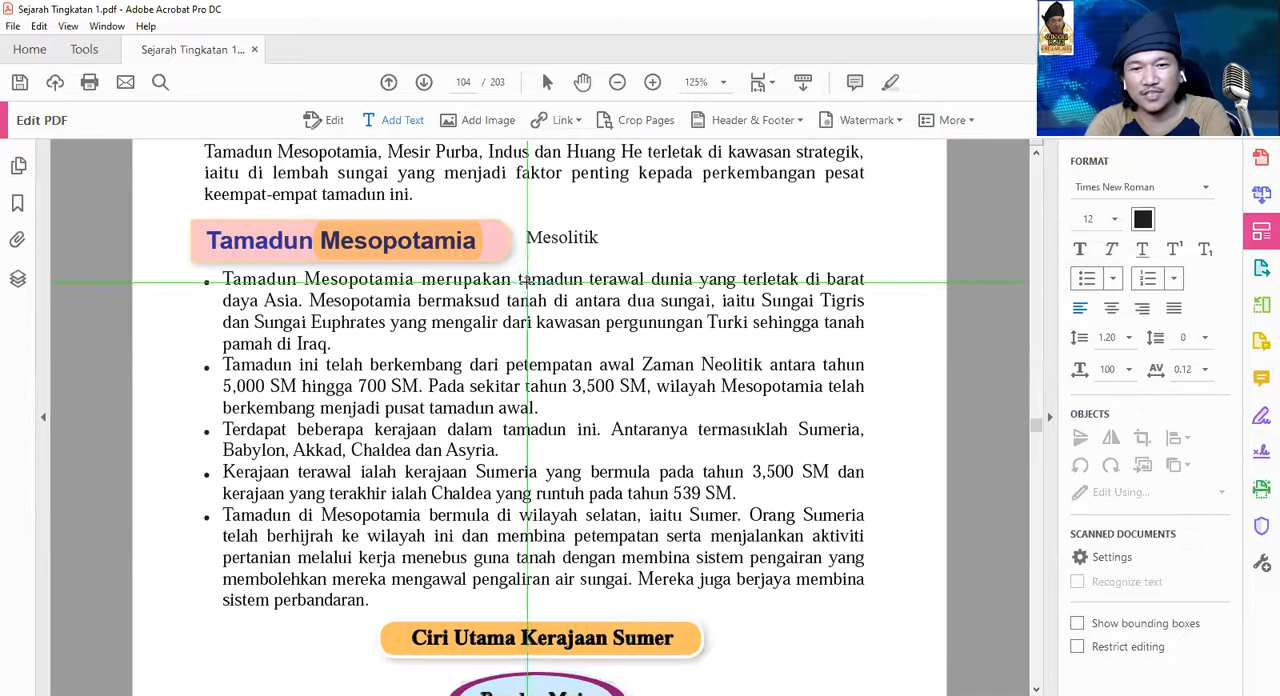 Sejarah Tingkatan 1.pdf - Adobe Acrobat Pro DC
File Edit View Window Help
Home Tools Sejarah Tingkatan 1... ×
104 / 203 125%
Edit PDF Edit Add Text Add Image Link Crop Pages Header & Footer Watermark More
Tamadun Mesopotamia, Mesir Purba, Indus dan Huang He terletak di kawasan strategik,
iaitu di lembah sungai yang menjadi faktor penting kepada perkembangan pesat
keempat-empat tamadun ini.
Tamadun Mesopotamia Mesolitik
• Tamadun Mesopotamia merupakan tamadun terawal dunia yang terletak di barat
daya Asia. Mesopotamia bermaksud tanah di antara dua sungai, iaitu Sungai Tigris
dan Sungai Euphrates yang mengalir dari kawasan pergunungan Turki sehingga tanah
pamah di Iraq.
• Tamadun ini telah berkembang dari petempatan awal Zaman Neolitik antara tahun
5,000 SM hingga 700 SM. Pada sekitar tahun 3,500 SM, wilayah Mesopotamia telah
berkembang menjadi pusat tamadun awal.
• Terdapat beberapa kerajaan dalam tamadun ini. Antaranya termasuklah Sumeria,
Babylon, Akkad, Chaldea dan Asyria.
• Kerajaan terawal ialah kerajaan Sumeria yang bermula pada tahun 3,500 SM dan
kerajaan yang terakhir ialah Chaldea yang runtuh pada tahun 539 SM.
• Tamadun di Mesopotamia bermula di wilayah selatan, iaitu Sumer. Orang Sumeria
telah berhijrah ke wilayah ini dan membina petempatan serta menjalankan aktiviti
pertanian melalui kerja menebus guna tanah dengan membina sistem pengairan yang
membolehkan mereka mengawal pengaliran air sungai. Mereka juga berjaya membina
sistem perbandaran.
Ciri Utama Kerajaan Sumer
FORMAT
Times New Roman
12
T T T T¹ T₁
1.20 0
100 AV 0.12
OBJECTS
Edit Using...
SCANNED DOCUMENTS
Settings
Recognize text
Show bounding boxes
Restrict editing